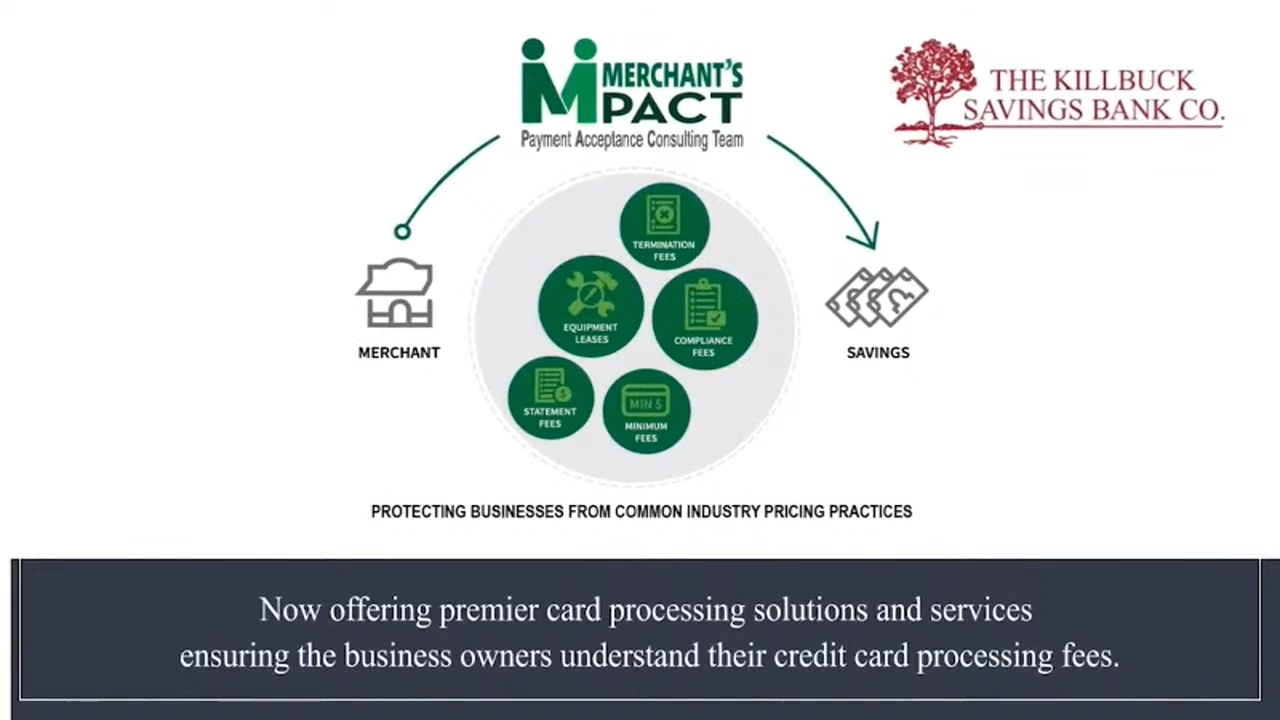 MERCHANT'S
PACT
Payment Acceptance Consulting Team
THE KILLBUCK
SAVINGS BANK CO.
TERMINATION
FEES
EQUIPMENT
LEASES
COMPLIANCE
FEES
MERCHANT
SAVINGS
STATEMENT
FEES
MIN $
MINIMUM
FEES
PROTECTING BUSINESSES FROM COMMON INDUSTRY PRICING PRACTICES
Now offering premier card processing solutions and services
ensuring the business owners understand their credit card processing fees.